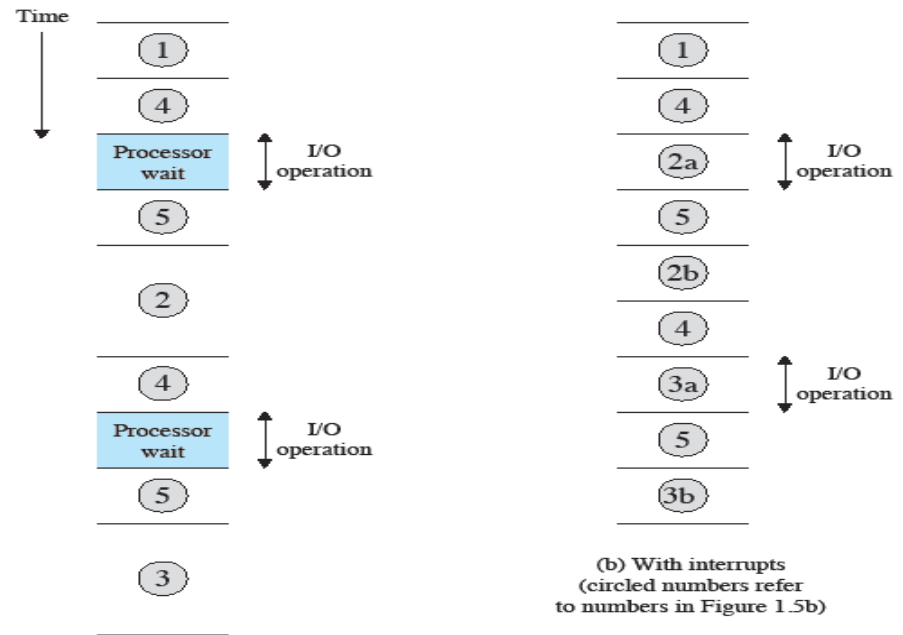 Time
1
4
Processor
wait
I/O
operation
5
2
4
Processor
wait
I/O
operation
5
3
1
4
2a
I/O
operation
5
2b
4
3a
I/O
operation
5
3b
(b) With interrupts
(circled numbers refer
to numbers in Figure 1.5b)